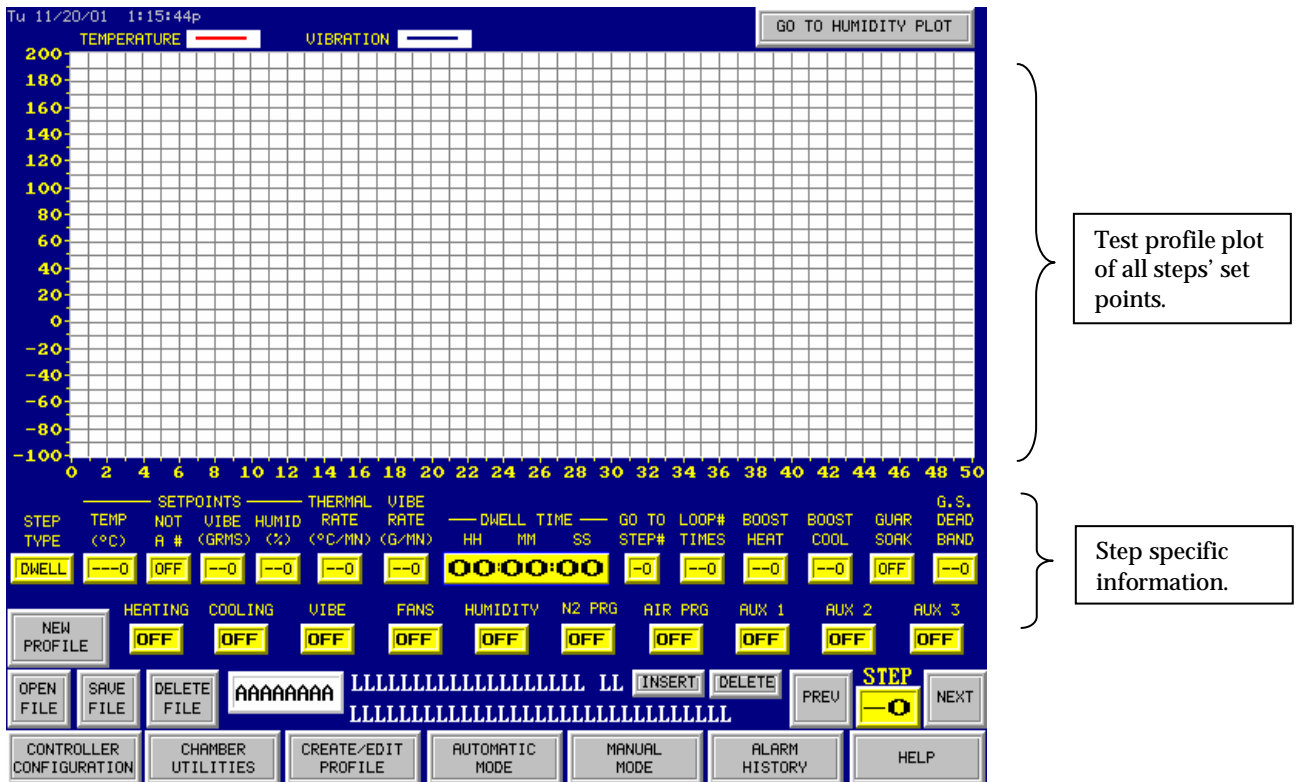 Tu 11/20/01 1:15:44p
GO TO HUMIDITY PLOT
TEMPERATURE
VIBRATION
200
180
160
140
120
100
80
60
40
20
0
-20
-40
-60
-80
-100
0 2 4 6 8 10 12 14 16 18 20 22 24 26 28 30 32 34 36 38 40 42 44 46 48 50
Test profile plot
of all steps' set
points.
SETPOINTS THERMAL VIBE G.S.
STEP TEMP NOT VIBE HUMID RATE RATE DWELL TIME GO TO LOOP# BOOST BOOST GUAR DEAD
TYPE (°C) A # (GRMS) (%) (°C/MN) (G/MN) HH MM SS STEP# TIMES HEAT COOL SOAK BAND
DWELL ---0 OFF --0 --0 --0 --0 00:00:00 -0 --0 --0 --0 OFF --0
Step specific
information.
HEATING COOLING VIBE FANS HUMIDITY N2 PRG AIR PRG AUX 1 AUX 2 AUX 3
NEW
PROFILE
OFF OFF OFF OFF OFF OFF OFF OFF OFF OFF
OPEN
FILE
SAVE
FILE
DELETE
FILE
AAAAAAAA
LLLLLLLLLLLLLLLLLL LL
INSERT
DELETE
LLLLLLLLLLLLLLLLLLLLLLLLLLLLLL
PREV
STEP
-0
NEXT
CONTROLLER
CONFIGURATION
CHAMBER
UTILITIES
CREATE/EDIT
PROFILE
AUTOMATIC
MODE
MANUAL
MODE
ALARM
HISTORY
HELP